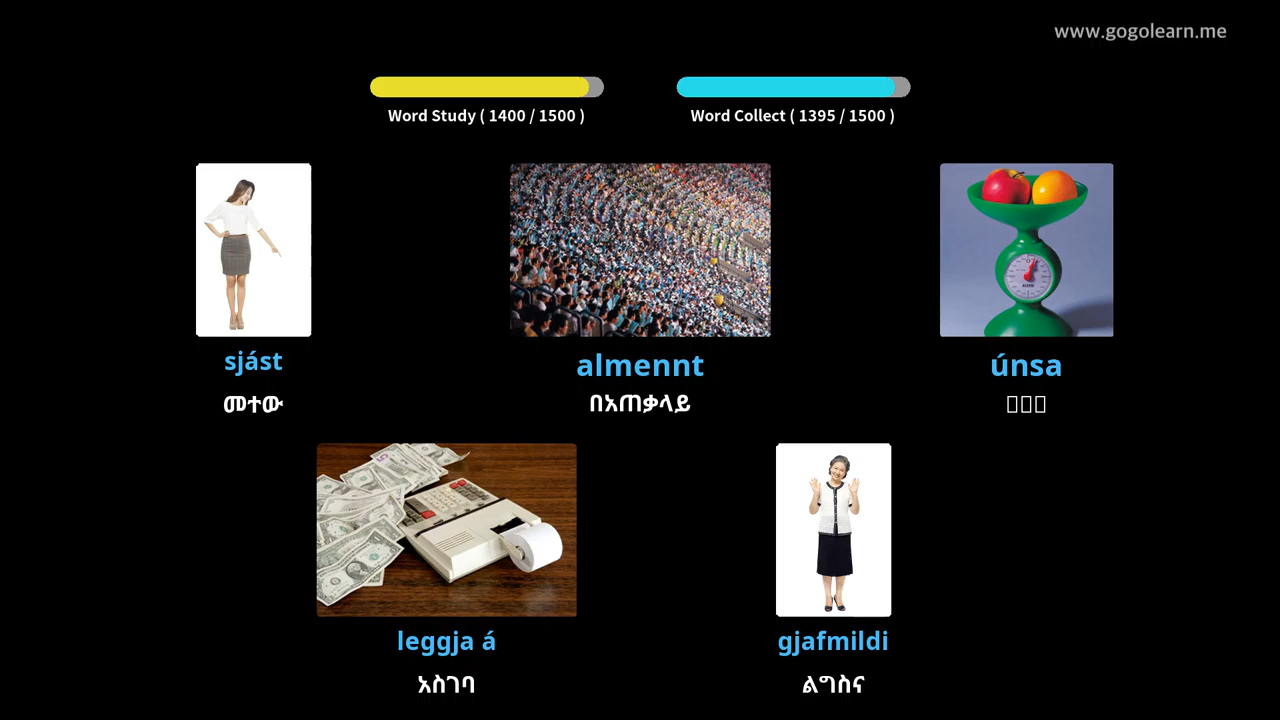 www.gogolearn.me
Word Study ( 1400 / 1500 )
Word Collect ( 1395 / 1500 )
sjást
almennt
únsa
መተው
በአጠቃላይ
leggja á
gjafmildi
አስገባ
ልግስና